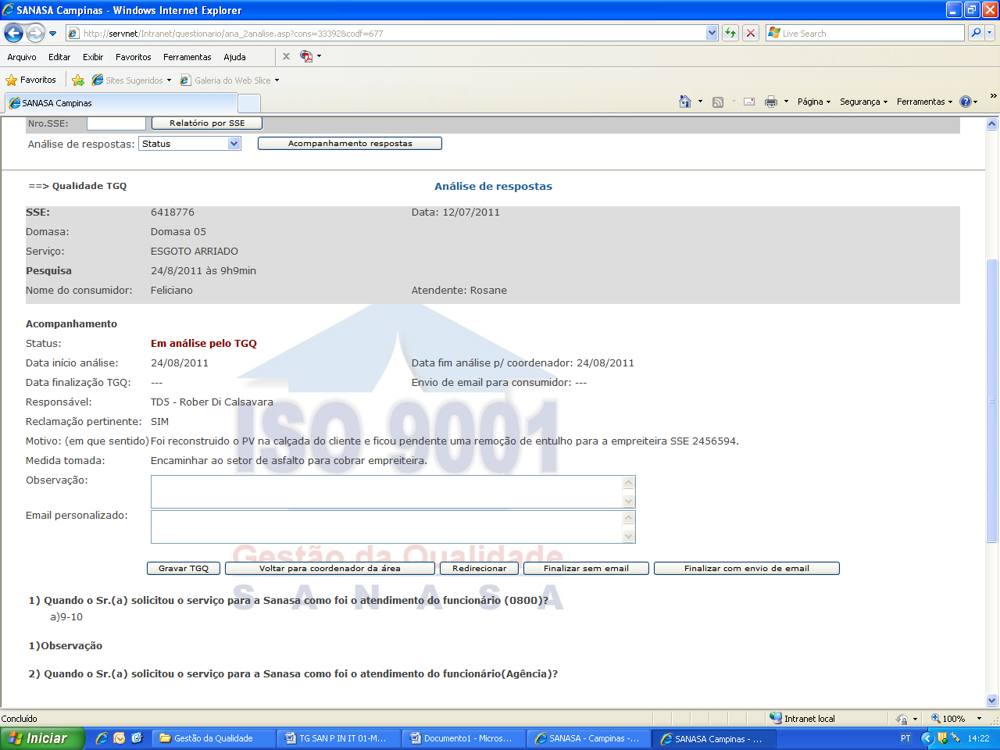 SANASA Campinas - Windows Internet Explorer
http://servnet/Intranet/questionario/ana_2analise.asp?cons=33392&codf=677
Live Search
Arquivo Editar Exibir Favoritos Ferramentas Ajuda x
Favoritos Sites Sugeridos Galeria do Web Slice
SANASA Campinas Página Segurança Ferramentas »
Nro.SSE: Relatório por SSE
Análise de respostas: Status Acompanhamento respostas
==> Qualidade TGQ Análise de respostas
SSE: 6418776 Data: 12/07/2011
Domasa: Domasa 05
Serviço: ESGOTO ARRIADO
Pesquisa 24/8/2011 às 9h9min
Nome do consumidor: Feliciano Atendente: Rosane
Acompanhamento
Status: Em análise pelo TGQ
Data início análise: 24/08/2011 Data fim análise p/ coordenador: 24/08/2011
Data finalização TGQ: --- Envio de email para consumidor: ---
Responsável: TD5 - Rober Di Calsavara
ISO 9001
Reclamação pertinente: SIM
Motivo: (em que sentido) Foi reconstruido o PV na calçada do cliente e ficou pendente uma remoção de entulho para a empreiteira SSE 2456594.
Medida tomada: Encaminhar ao setor de asfalto para cobrar empreiteira.
Observação:
Email personalizado:
Gestão da Qualidade
Gravar TGQ Voltar para coordenador da área Redirecionar Finalizar sem email Finalizar com envio de email
SANASA
1) Quando o Sr.(a) solicitou o serviço para a Sanasa como foi o atendimento do funcionário (0800)?
a)9-10
1)Observação
2) Quando o Sr.(a) solicitou o serviço para a Sanasa como foi o atendimento do funcionário(Agência)?
Concluído Intranet local 100%
Iniciar Gestão da Qualidade TG SAN P IN IT 01-M... Documento1 - Micros... SANASA - Campinas -... SANASA Campinas - ... PT 14:22